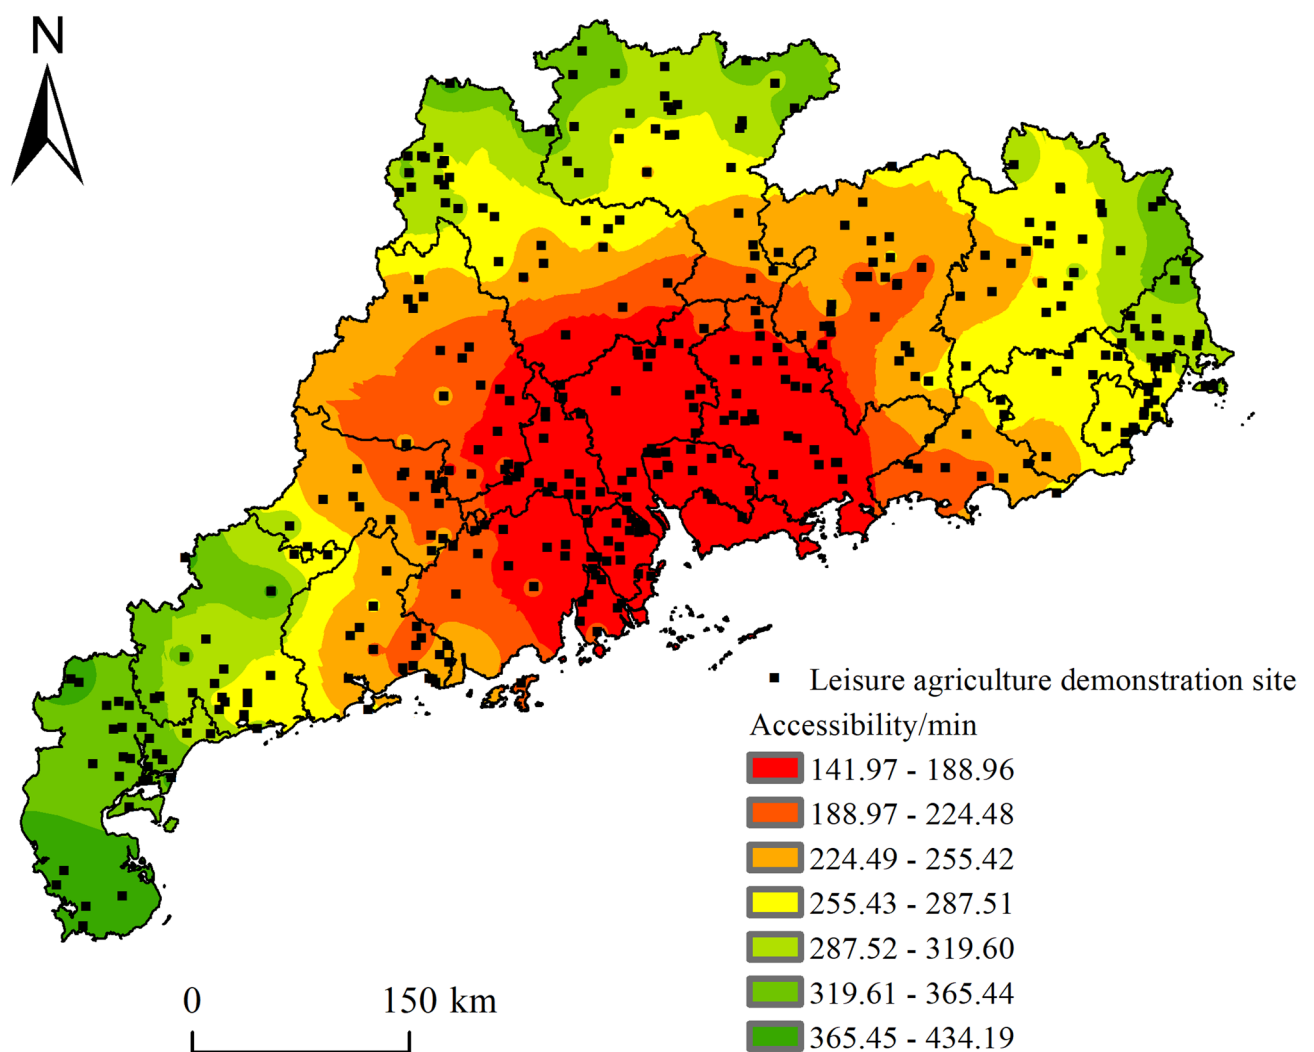 N
Leisure agriculture demonstration site
Accessibility/min
141.97 - 188.96
188.97 - 224.48
224.49 - 255.42
255.43 - 287.51
287.52 - 319.60
319.61 - 365.44
365.45 - 434.19
0 150 km